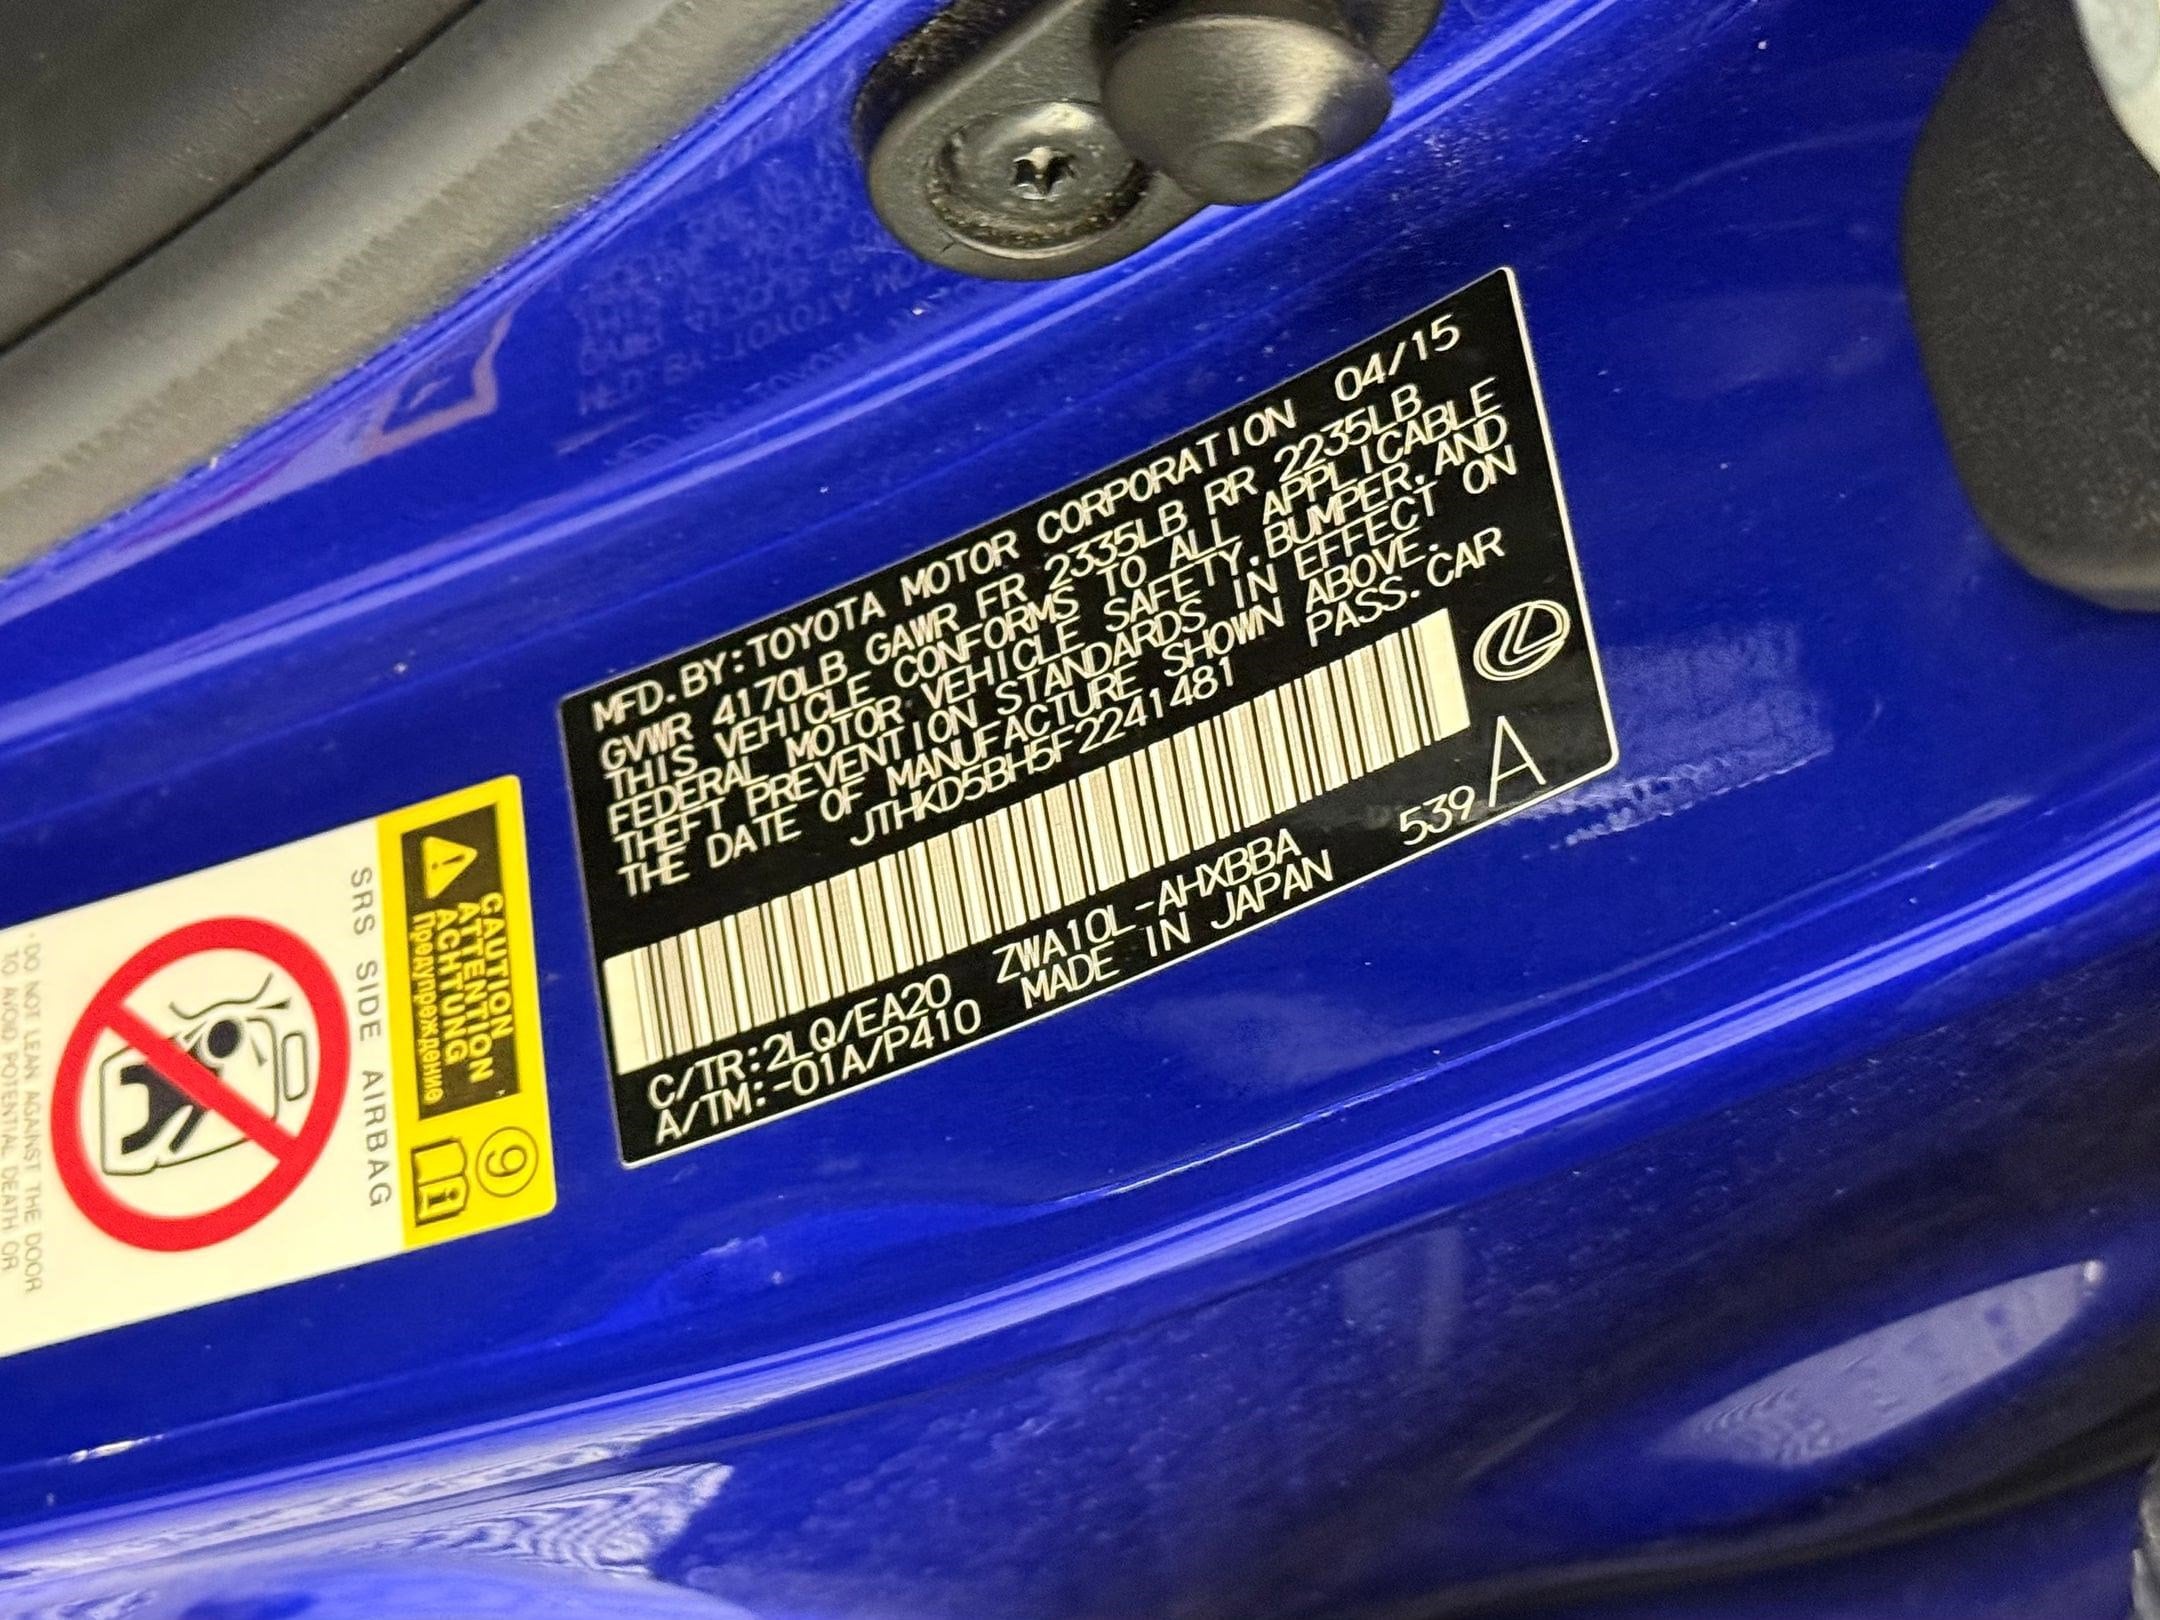 MFD.BY:TOYOTA MOTOR CORPORATION 04/15
GVWR 4170LB GAWR FR 2335LB RR 2235LB
THIS VEHICLE CONFORMS TO ALL APPLICABLE
FEDERAL MOTOR VEHICLE SAFETY, BUMPER, AND
THEFT PREVENTION STANDARDS IN EFFECT ON
THE DATE OF MANUFACTURE SHOWN ABOVE.
JTHKD5BH5F2241481 PASS.CAR
C/TR:2LQ/EA20 ZWA10L-AHXBBA 539 A
A/TM:-01A/P410 MADE IN JAPAN
CAUTION
ATTENTION
ACHTUNG
Предупреждение
9
SRS SIDE AIRBAG
・DO NOT LEAN AGAINST THE DOOR
TO AVOID POTENTIAL DEATH OR